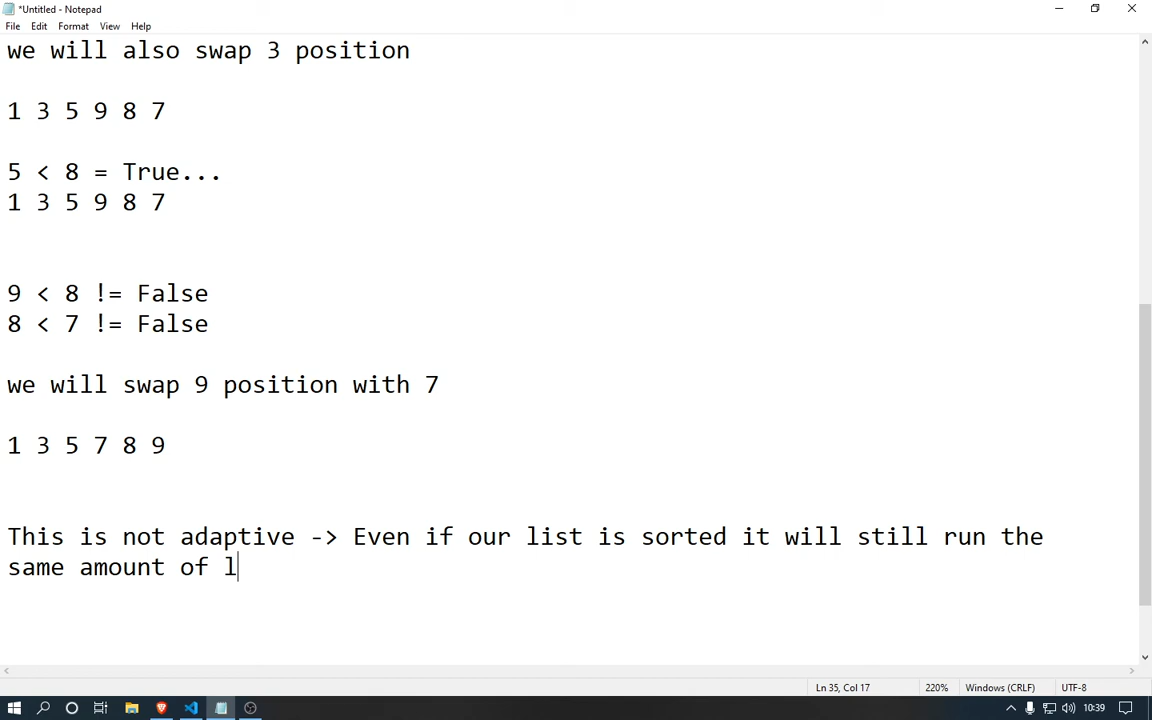 *Untitled - Notepad
File Edit Format View Help
we will also swap 3 position
1 3 5 9 8 7
5 < 8 = True...
1 3 5 9 8 7
9 < 8 != False
8 < 7 != False
we will swap 9 position with 7
1 3 5 7 8 9
This is not adaptive -> Even if our list is sorted it will still run the
same amount of l
Ln 35, Col 17 220% Windows (CRLF) UTF-8
10:39